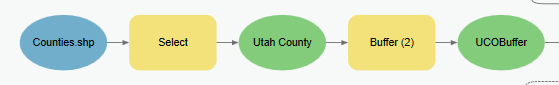 Counties.shp
Select
Utah County
Buffer (2)
UCOBuffer